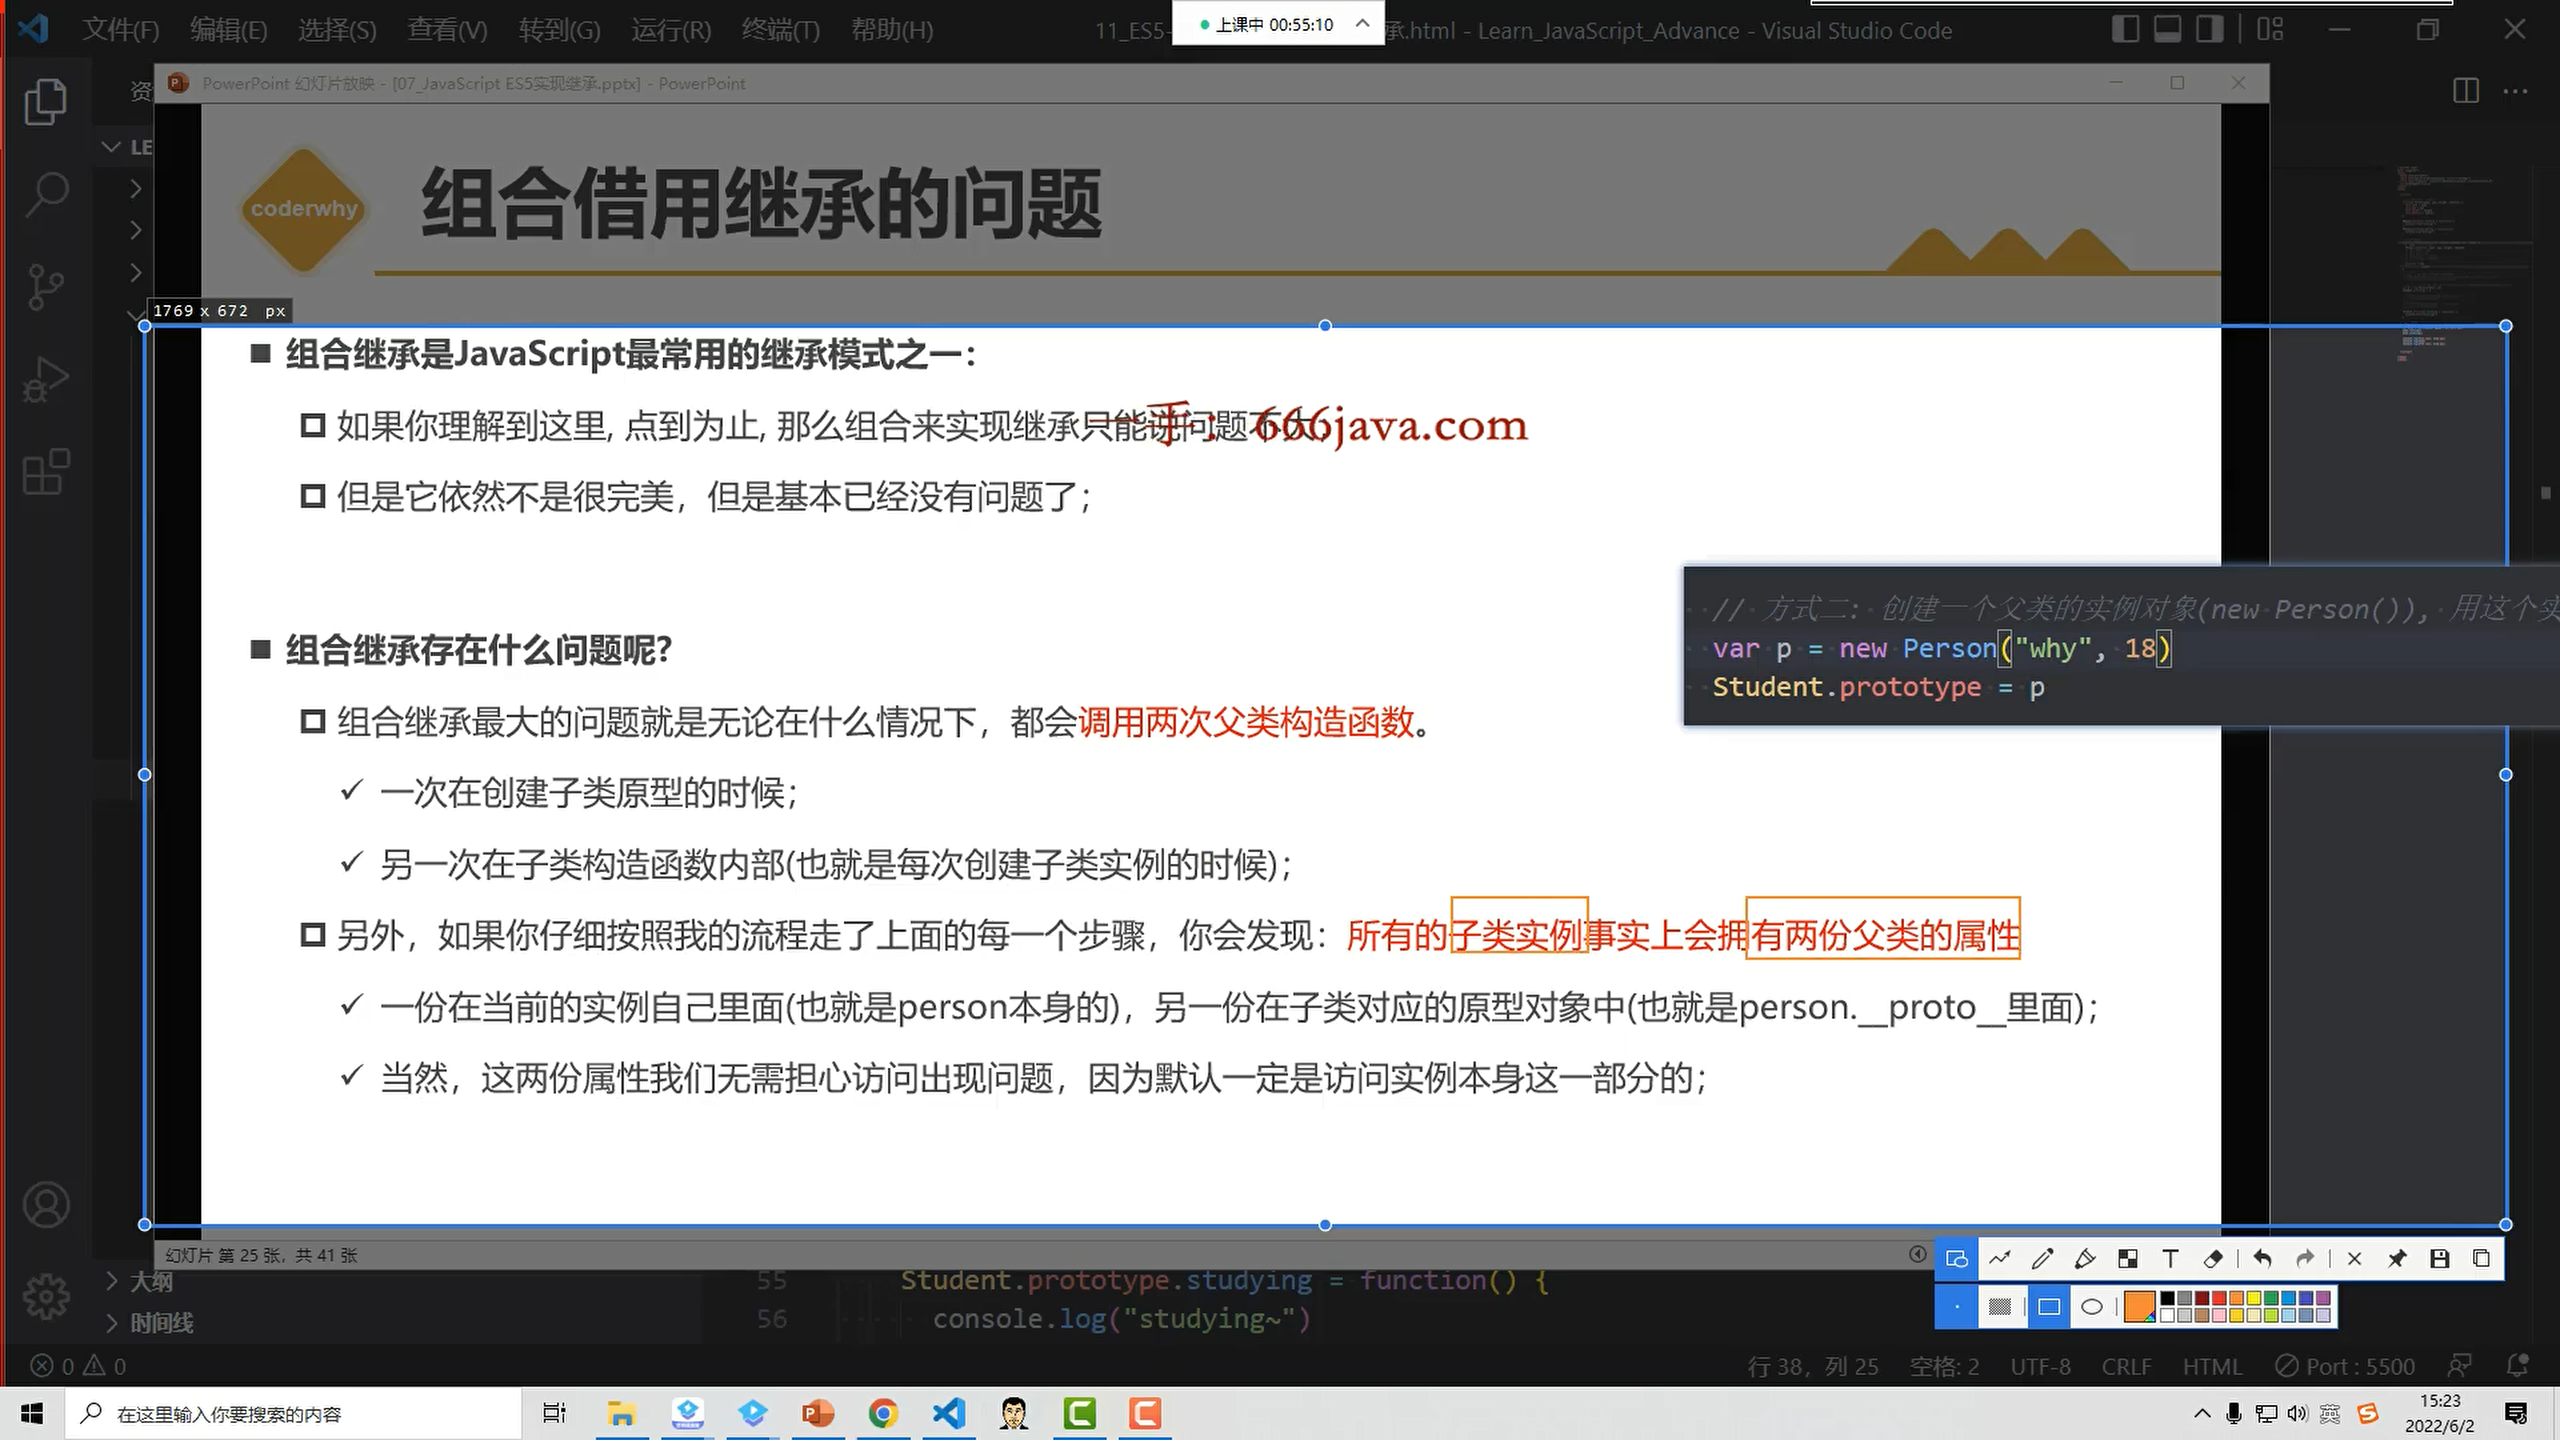 文件(F) 编辑(E) 选择(S) 查看(V) 转到(G) 运行(R) 终端(T) 帮助(H)
上课中 00:55:10
11_ES5-
承.html - Learn_JavaScript_Advance - Visual Studio Code
资
PowerPoint 幻灯片放映 - [07_JavaScript ES5实现继承.pptx] - PowerPoint
LE
coderwhy
组合借用继承的问题
1769 x 672 px
组合继承是JavaScript最常用的继承模式之一：
如果你理解到这里, 点到为止, 那么组合来实现继承只能说问题不大;
一手：666java.com
但是它依然不是很完美，但是基本已经没有问题了；
// 方式二: 创建一个父类的实例对象(new Person()), 用这个实
var p = new Person("why", 18)
Student.prototype = p
组合继承存在什么问题呢?
组合继承最大的问题就是无论在什么情况下，都会调用两次父类构造函数。
一次在创建子类原型的时候；
另一次在子类构造函数内部(也就是每次创建子类实例的时候)；
另外，如果你仔细按照我的流程走了上面的每一个步骤，你会发现：所有的子类实例事实上会拥有两份父类的属性
一份在当前的实例自己里面(也就是person本身的)，另一份在子类对应的原型对象中(也就是person.__proto__里面)；
当然，这两份属性我们无需担心访问出现问题，因为默认一定是访问实例本身这一部分的；
幻灯片 第 25 张，共 41 张
大纲
时间线
55 Student.prototype.studying = function() {
56 console.log("studying~")
0 0
行 38，列 25 空格: 2 UTF-8 CRLF HTML Port : 5500
在这里输入你要搜索的内容
英
15:23
2022/6/2